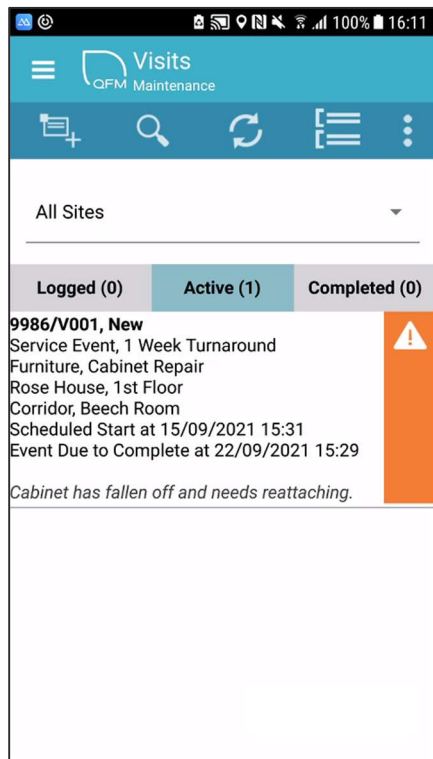 100% 16:11
QFM Visits
Maintenance
All Sites
Logged (0) Active (1) Completed (0)
9986/V001, New
Service Event, 1 Week Turnaround
Furniture, Cabinet Repair
Rose House, 1st Floor
Corridor, Beech Room
Scheduled Start at 15/09/2021 15:31
Event Due to Complete at 22/09/2021 15:29
Cabinet has fallen off and needs reattaching.